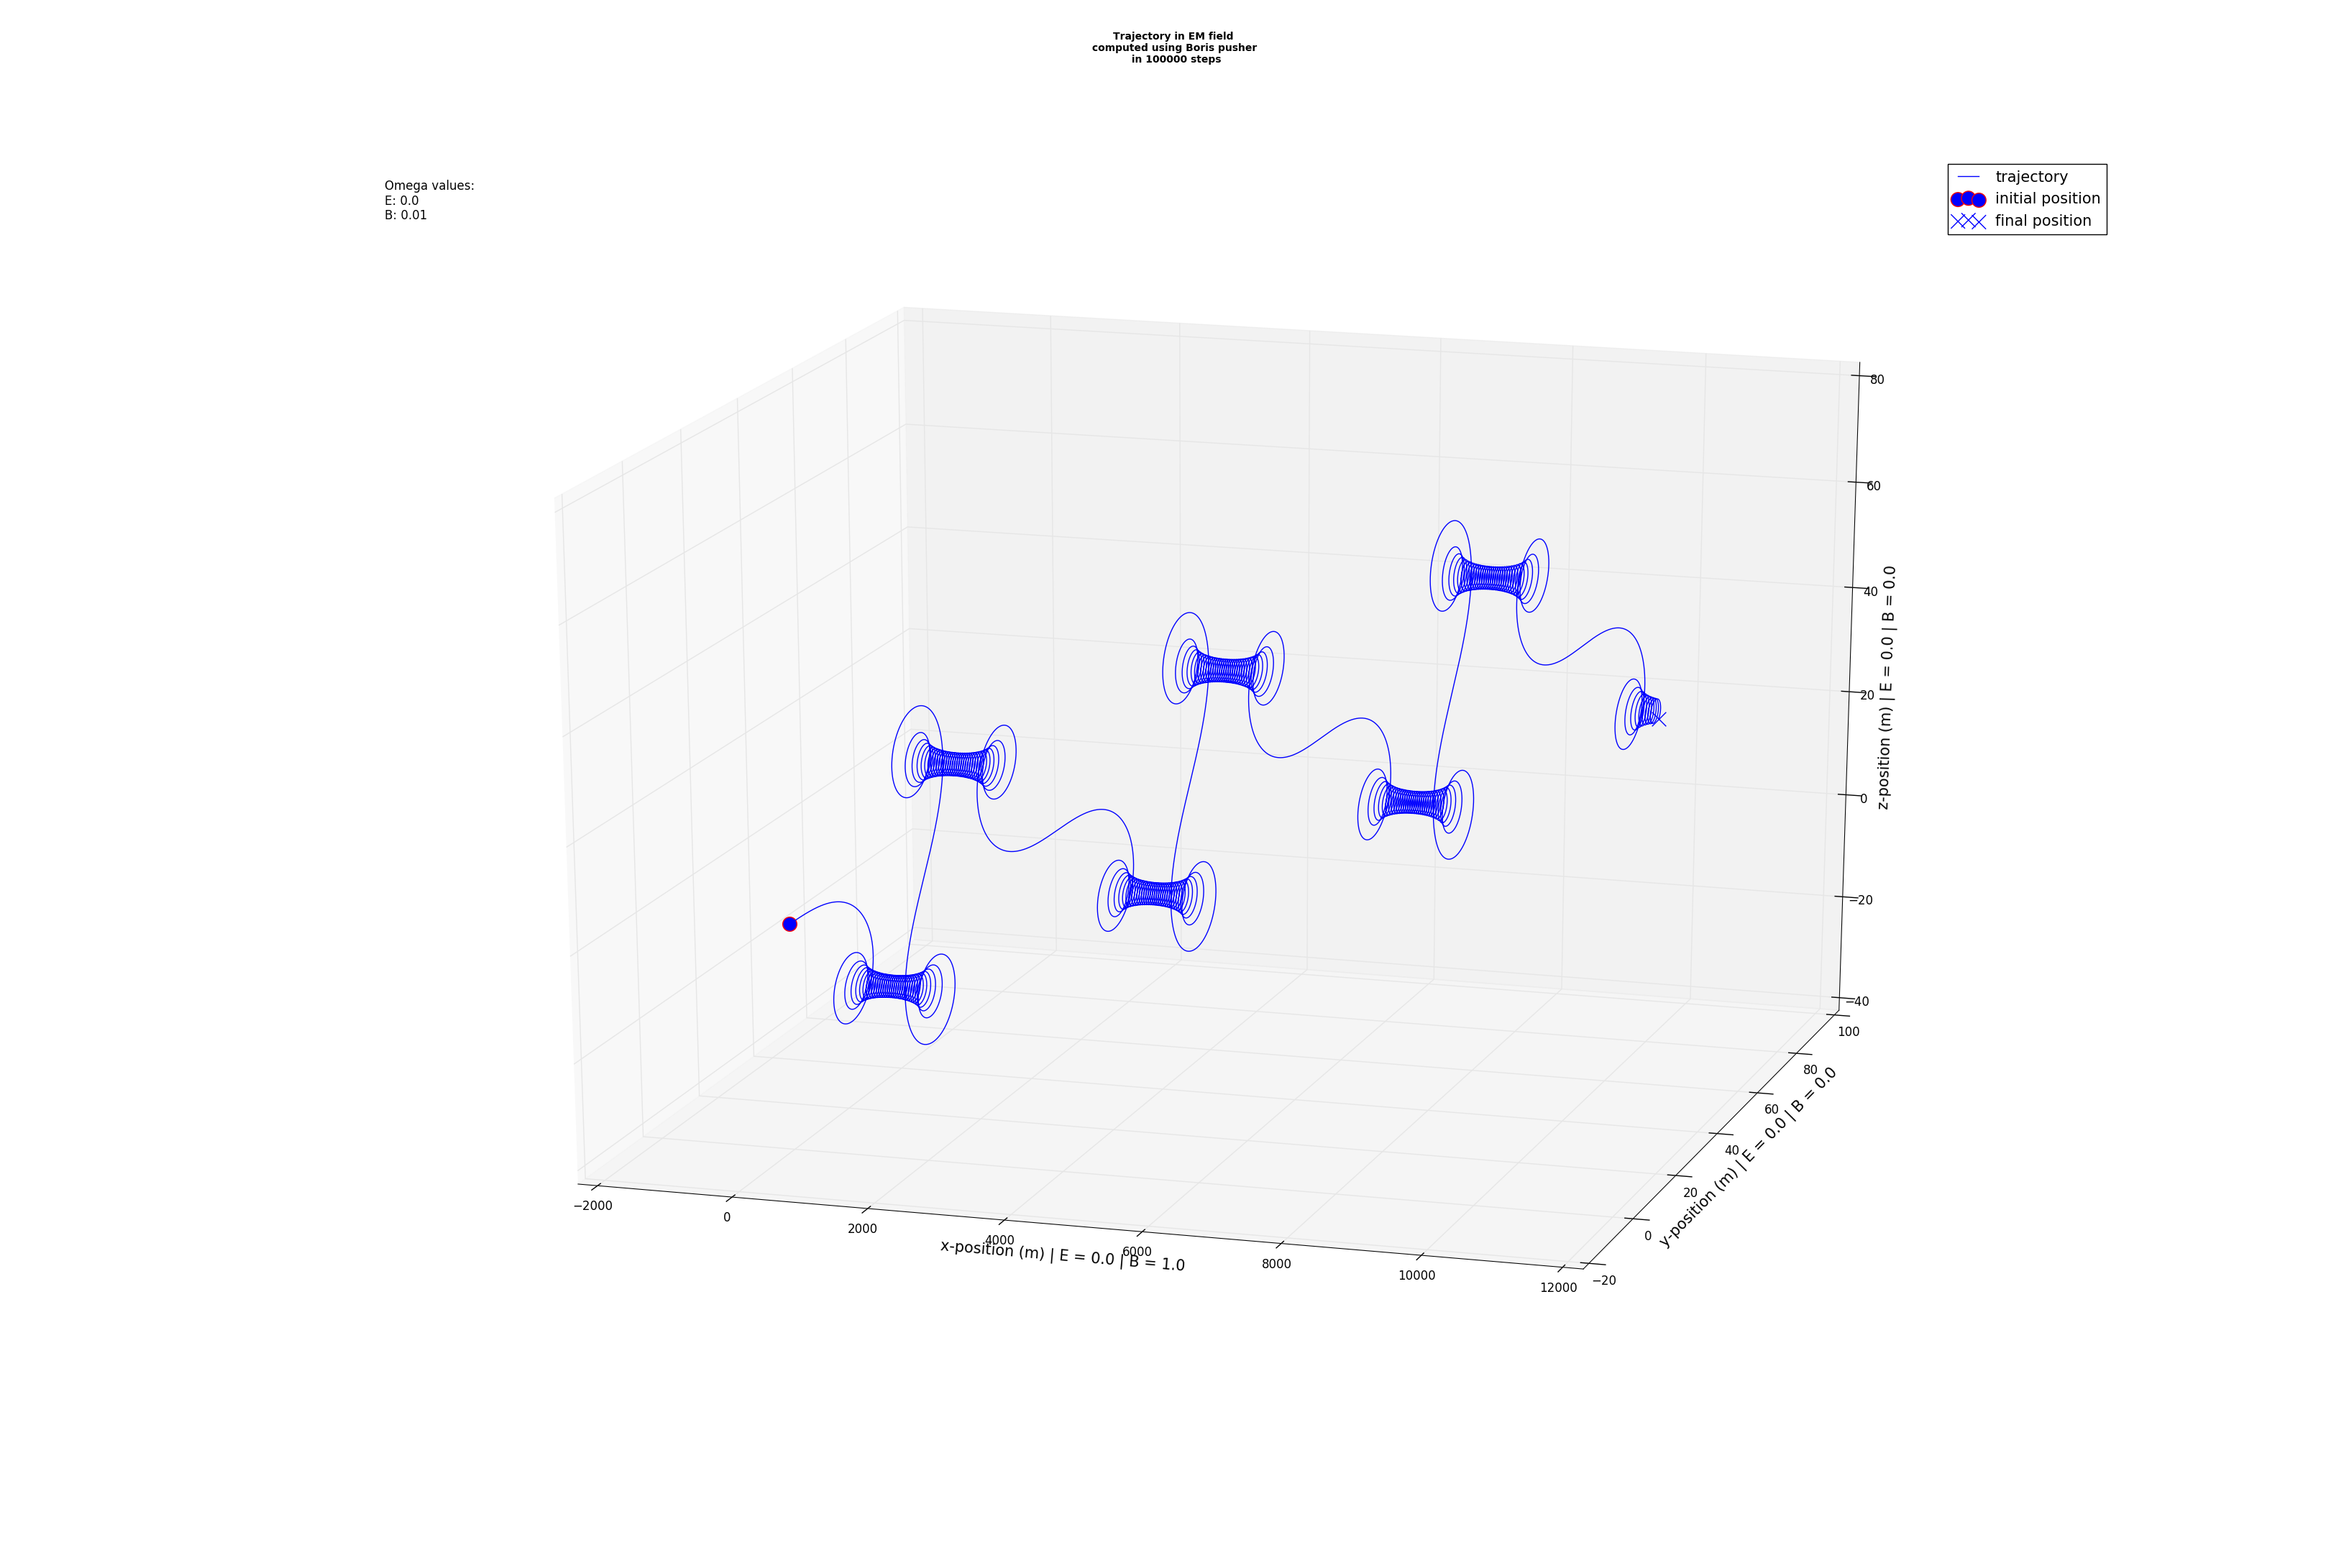 Trajectory in EM field
computed using Boris pusher
in 100000 steps
Omega values:
E: 0.0
B: 0.01
trajectory
initial position
final position
80
60
40
20
0
−20
−40
z-position (m) | E = 0.0 | B = 0.0
100
80
60
40
20
0
−20
y-position (m) | E = 0.0 | B = 0.0
−2000
0
2000
4000
6000
8000
10000
12000
x-position (m) | E = 0.0 | B = 1.0